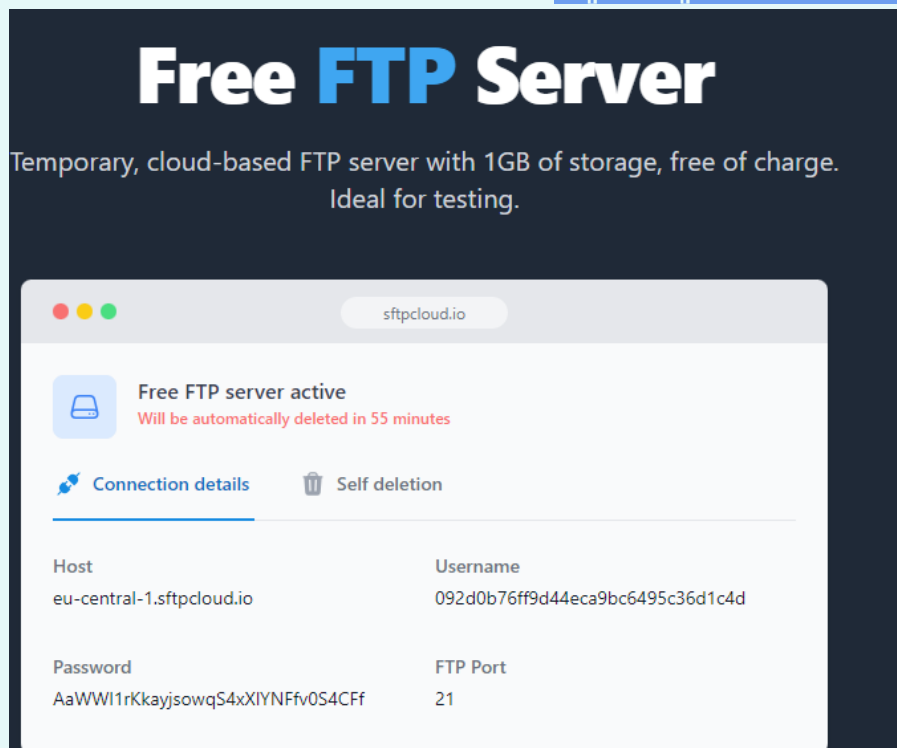 Free FTP Server
Temporary, cloud-based FTP server with 1GB of storage, free of charge.
Ideal for testing.
sftpcloud.io
Free FTP server active
Will be automatically deleted in 55 minutes
Connection details
Self deletion
Host
Username
eu-central-1.sftpcloud.io
092d0b76ff9d44eca9bc6495c36d1c4d
Password
FTP Port
AaWWI1rKkayjsowqS4xXlYNFfv0S4CFf
21